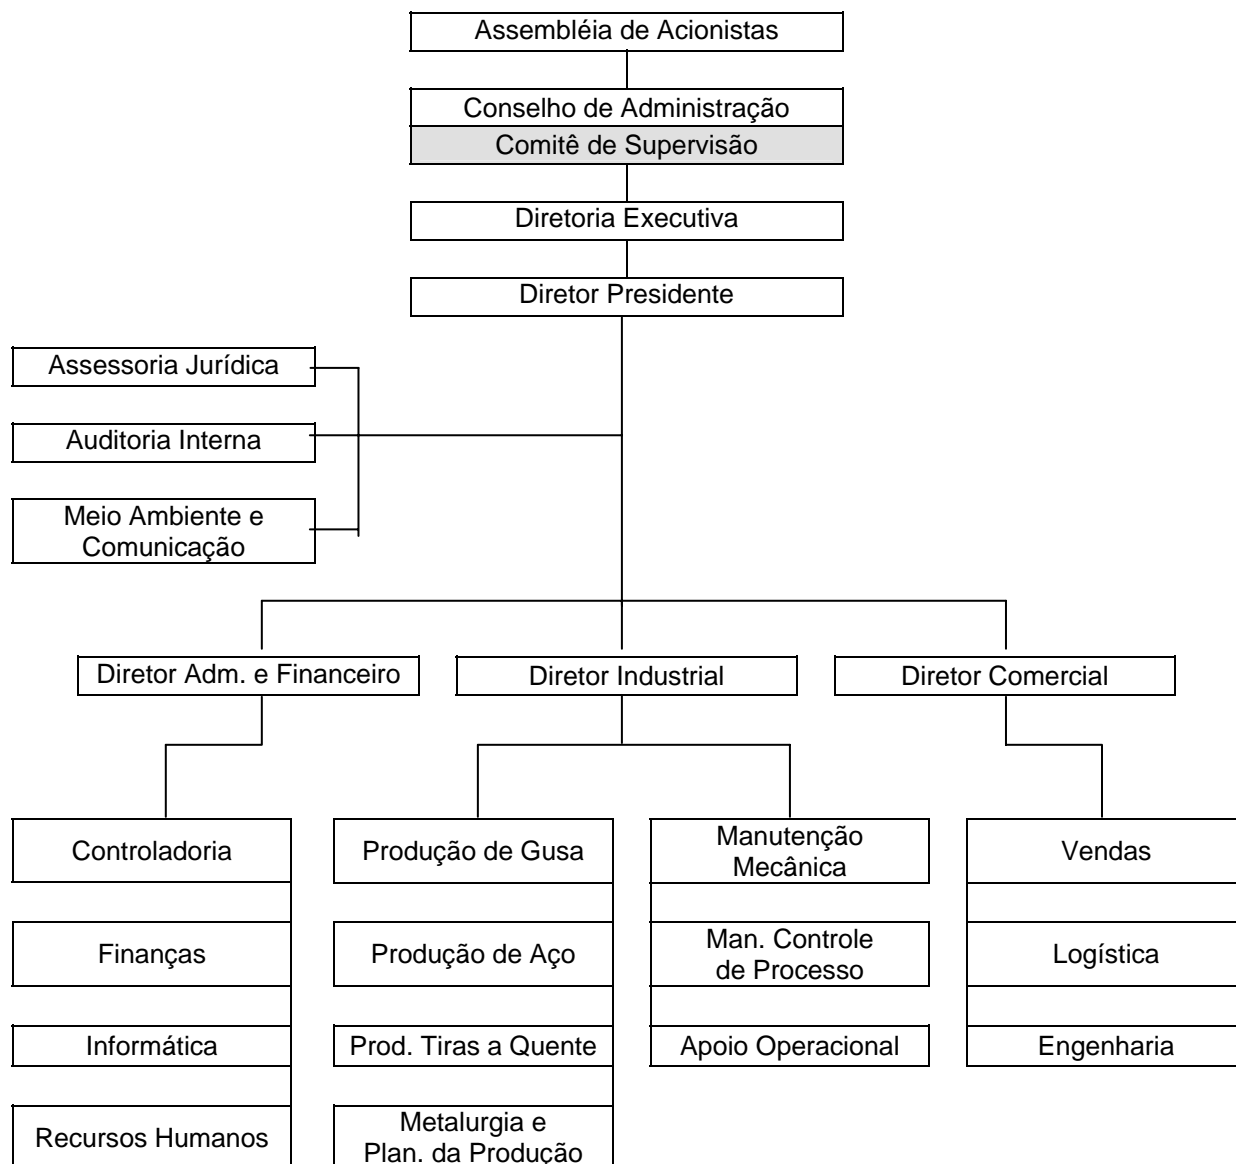 Assembléia de Acionistas
Conselho de Administração
Comitê de Supervisão
Diretoria Executiva
Diretor Presidente
Assessoria Jurídica
Auditoria Interna
Meio Ambiente e
Comunicação
Diretor Adm. e Financeiro
Diretor Industrial
Diretor Comercial
Controladoria
Produção de Gusa
Manutenção
Mecânica
Vendas
Finanças
Produção de Aço
Man. Controle
de Processo
Logística
Informática
Prod. Tiras a Quente
Apoio Operacional
Engenharia
Recursos Humanos
Metalurgia e
Plan. da Produção